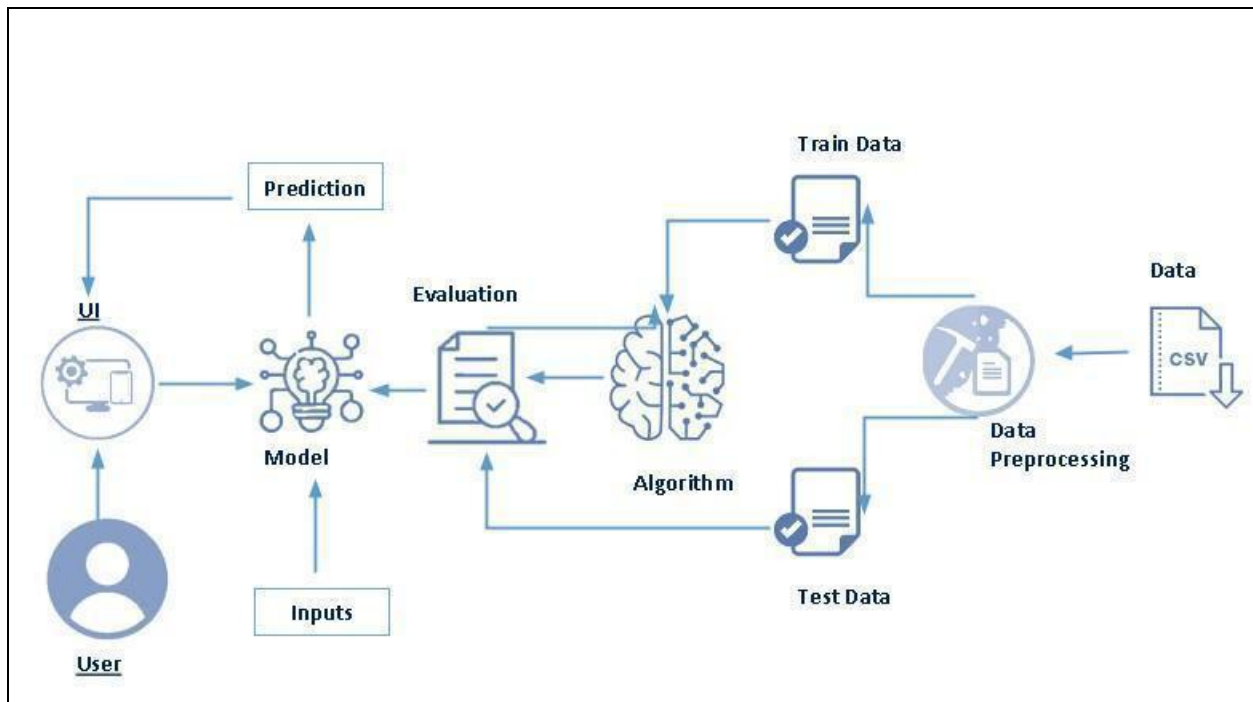 Train Data
Prediction
Data
Evaluation
UI
CSV
Model
Data
Preprocessing
Algorithm
Test Data
Inputs
User